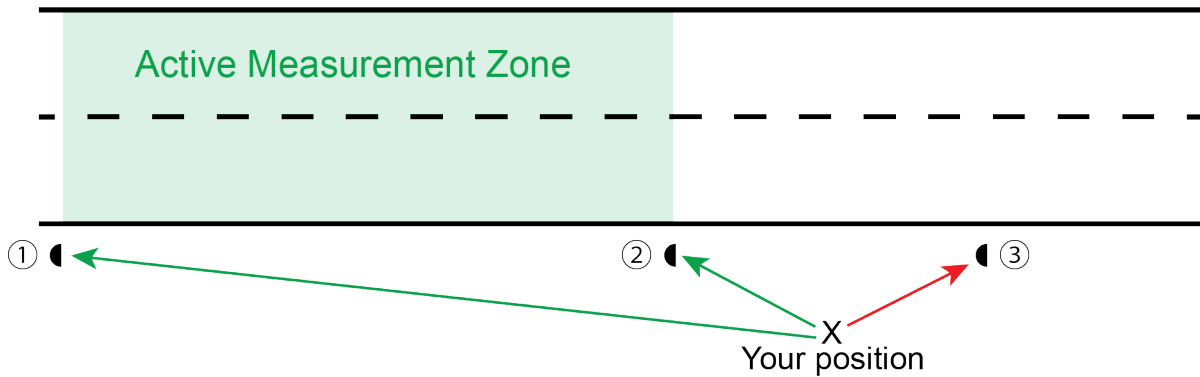 Active Measurement Zone
① ② ③
X
Your position